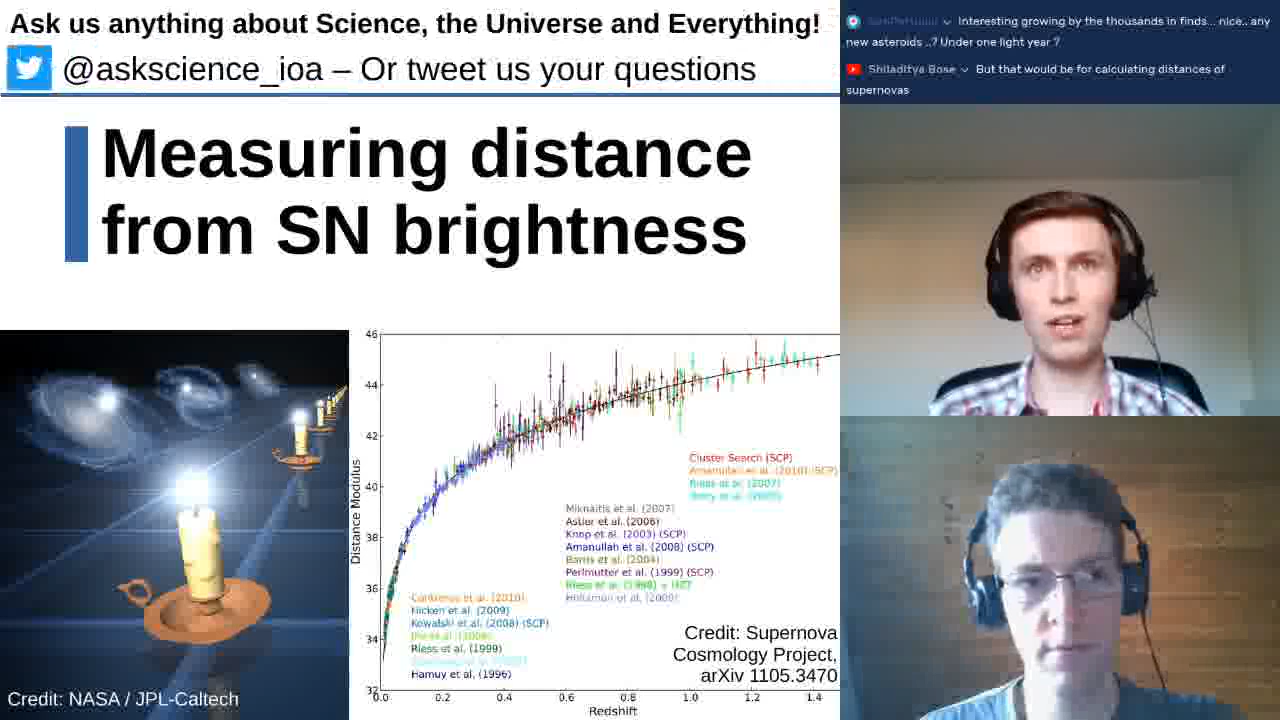 Ask us anything about Science, the Universe and Everything!
@askscience_ioa – Or tweet us your questions
Interesting growing by the thousands in finds... nice.. any
new asteroids ..? Under one light year ?
Shiladitya Bose But that would be for calculating distances of
supernovas
Measuring distance
from SN brightness
46
44
42
40
38
36
34
32
Distance Modulus
Cluster Search (SCP)
Amanullah et al. (2010) (SCP)
Riess et al. (2007)
Miknaitis et al. (2007)
Astier et al. (2006)
Knop et al. (2003) (SCP)
Amanullah et al. (2008) (SCP)
Barris et al. (2004)
Perlmutter et al. (1999) (SCP)
Riess et al. (1998) + HZT
Contreras et al. (2010)
Hicken et al. (2009)
Kowalski et al. (2008) (SCP)
Riess et al. (1999)
Hamuy et al. (1996)
0.0 0.2 0.4 0.6 0.8 1.0 1.2 1.4
Redshift
Credit: Supernova
Cosmology Project,
arXiv 1105.3470
Credit: NASA / JPL-Caltech